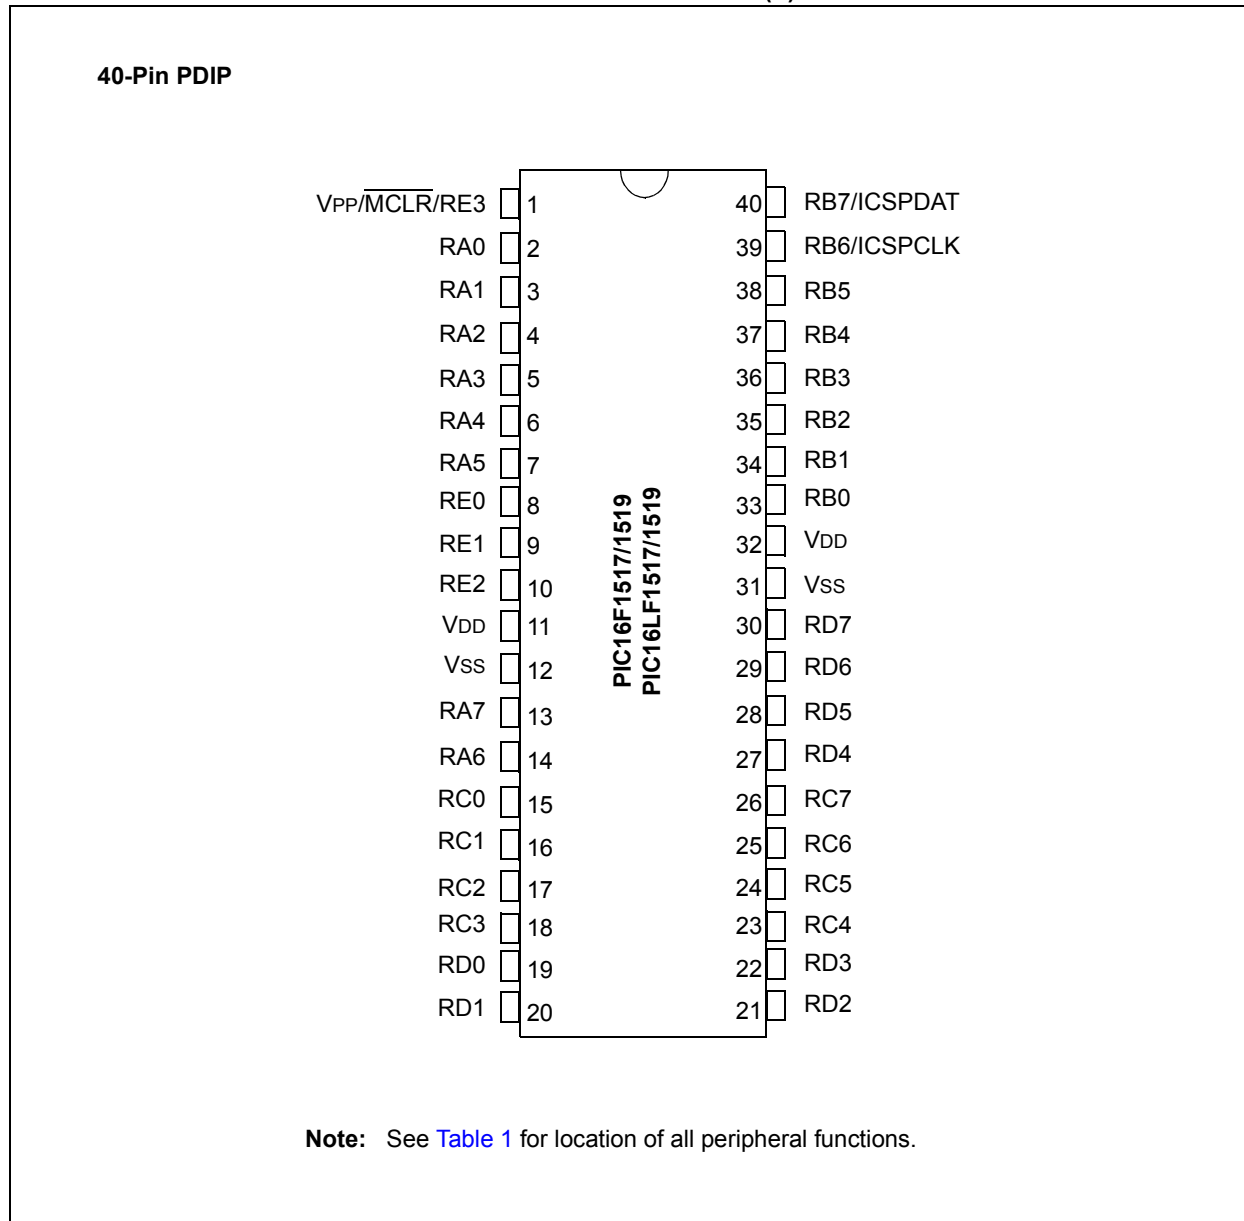 40-Pin PDIP
VPP/MCLR/RE3 1 40 RB7/ICSPDAT
RA0 2 39 RB6/ICSPCLK
RA1 3 38 RB5
RA2 4 37 RB4
RA3 5 36 RB3
RA4 6 35 RB2
RA5 7 34 RB1
RE0 8 33 RB0
RE1 9 32 VDD
RE2 10 31 VSS
VDD 11 30 RD7
VSS 12 29 RD6
RA7 13 28 RD5
RA6 14 27 RD4
RC0 15 26 RC7
RC1 16 25 RC6
RC2 17 24 RC5
RC3 18 23 RC4
RD0 19 22 RD3
RD1 20 21 RD2
PIC16F1517/1519
PIC16LF1517/1519
Note: See Table 1 for location of all peripheral functions.